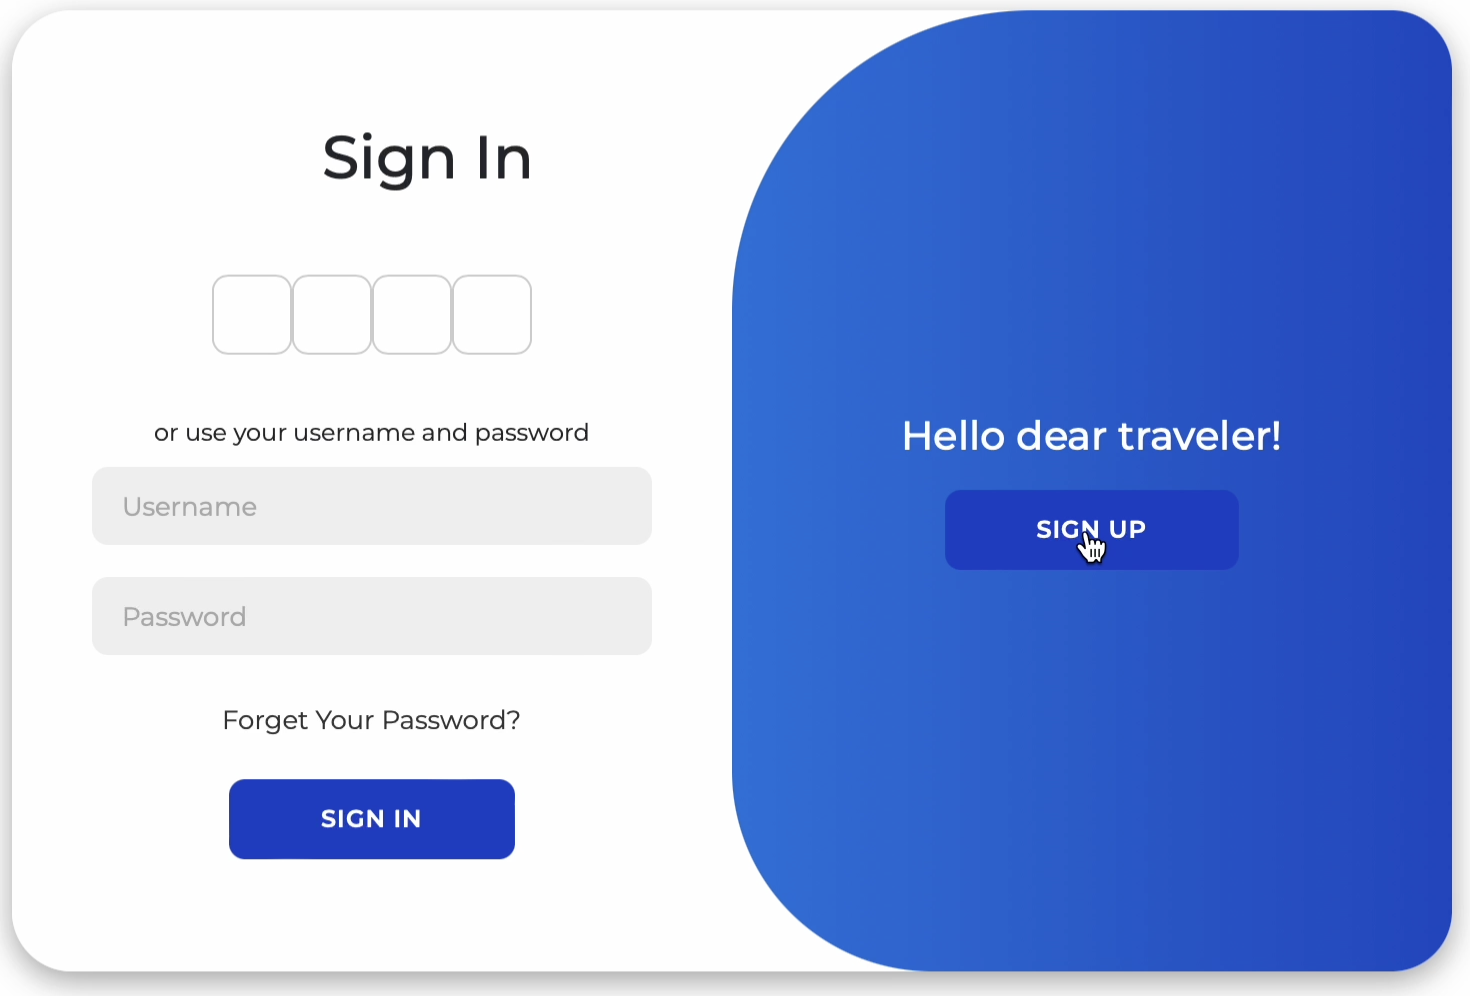 Sign In
or use your username and password
Username
Password
Forget Your Password?
SIGN IN
Hello dear traveler!
SIGN UP